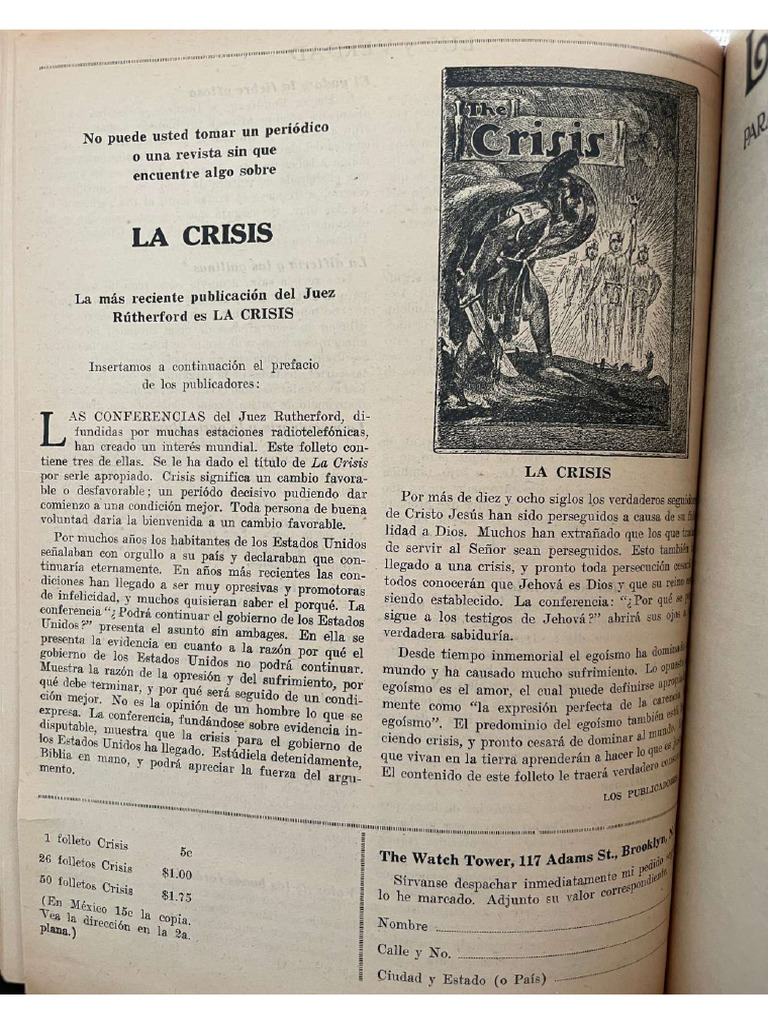 No puede usted tomar un periódico
o una revista sin que
encuentre algo sobre
LA CRISIS
La más reciente publicación del Juez
Rútherford es LA CRISIS
Insertamos a continuación el prefacio
de los publicadores:
LAS CONFERENCIAS del Juez Rutherford, di-
fundidas por muchas estaciones radiotelefónicas,
han creado un interés mundial. Este folleto con-
tiene tres de ellas. Se le ha dado el título de La Crisis
por serle apropiado. Crisis significa un cambio favora-
ble o desfavorable; un periódo decisivo pudiendo dar
comienzo a una condición mejor. Toda persona de buena
voluntad daría la bienvenida a un cambio favorable.
Por muchos años los habitantes de los Estados Unidos
señalaban con orgullo a su país y declaraban que con-
tinuaría eternamente. En años más recientes las con-
diciones han llegado a ser muy opresivas y promotoras
de infelicidad, y muchos quisieran saber el porqué. La
conferencia "¿Podrá continuar el gobierno de los Estados
Unidos?" presenta el asunto sin ambages. En ella se
presenta la evidencia en cuanto a la razón por qué el
gobierno de los Estados Unidos no podrá continuar.
Muestra la razón de la opresión y del sufrimiento, por
qué debe terminar, y por qué será seguido de un condi-
ción mejor. No es la opinión de un hombre lo que se
expresa. La conferencia, fundándose sobre evidencia in-
disputable, muestra que la crisis para el gobierno de
los Estados Unidos ha llegado. Estúdiela detenidamente,
Biblia en mano, y podrá apreciar la fuerza del argu-
mento.
The
Crisis
LA CRISIS
Por más de diez y ocho siglos los verdaderos
de Cristo Jesús han sido perseguidos a causa de su
lidad a Dios. Muchos han extrañado que los que
de servir al Señor sean perseguidos. Esto también
llegado a una crisis, y pronto toda persecución
todos conocerán que Jehová es Dios y que su reino
siendo establecido. La conferencia: "¿Por qué se
sigue a los testigos de Jehová?" abrirá sus ojos
verdadera sabiduría.
Desde tiempo inmemorial el egoísmo ha
mundo y ha causado mucho sufrimiento. Lo
egoísmo es el amor, el cual puede definirse
mente como "la expresión perfecta de la carencia
egoísmo". El predominio del egoísmo también
ciendo crisis, y pronto cesará de dominar al mundo
que vivan en la tierra aprenderán a hacer lo que es
El contenido de este folleto le traerá verdadero
LOS PUBLICADORES
1 folleto Crisis 5c
26 folletos Crisis $1.00
50 folletos Crisis $1.75
(En México 15c la copia.
Vea la dirección en la 2a.
plana.)
The Watch Tower, 117 Adams St., Brooklyn,
Sírvanse despachar inmediatamente mi pedido
lo he marcado. Adjunto su valor correspondiente.
Nombre
Calle y No.
Ciudad y Estado (o País)